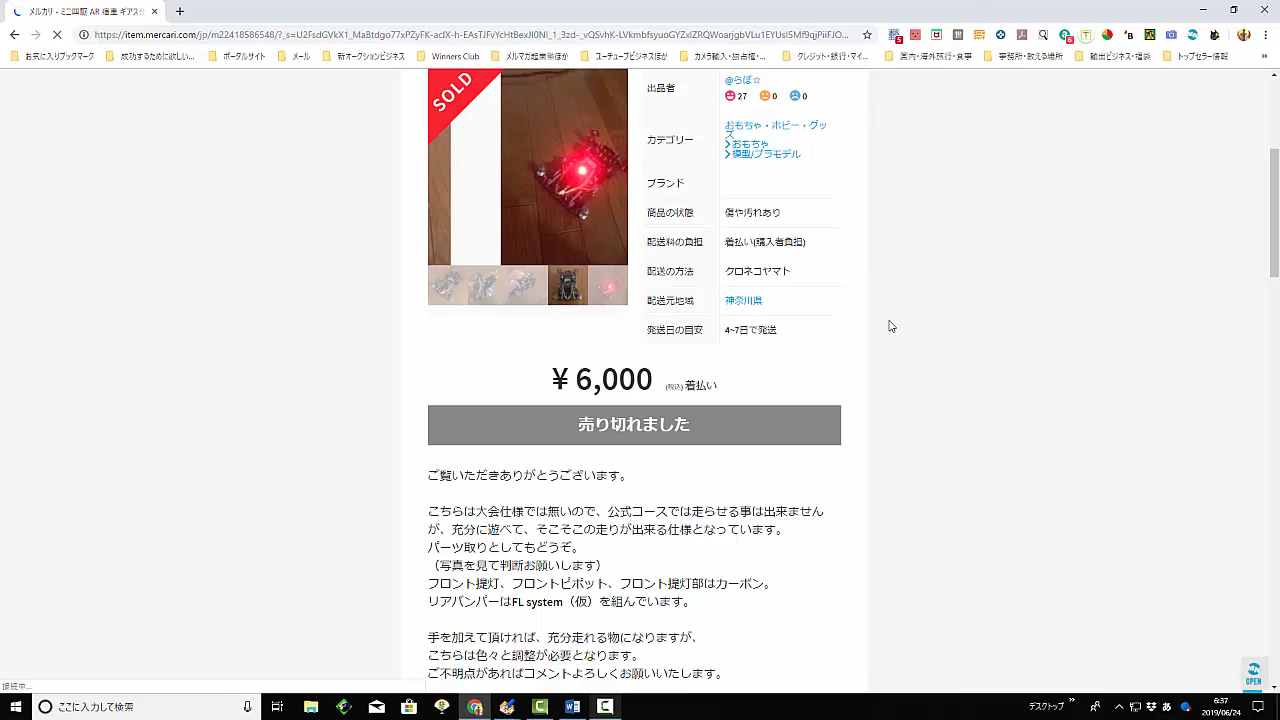 メルカリ - ミニ四駆 AR 痛車 ギアス仕
https://item.mercari.com/jp/m22418586548/?_s=U2FsdGVkX1_MaBtdgo77xPZyFK-aclX-h-EAsTJFvYcHtBexJI0NI_1_3zd-_vQSvhK-LVkmbfsyuoGYZxlZRQWoarjgbVLu1EYUsI5Mf9qjPiiFJO...
お気に入りブックマーク
成功するために欲しい...
ポータルサイト
メール
新オークションビジネス
Winners Club
メルマガ起業塾ほか
ユーチューブビジネスほか
カメラ輸入・独占権・...
クレジット・銀行・マイ...
国内・海外旅行・食事
事務所・教える場所
輸出ビジネス・福袋
トップセラー情報
SOLD
出品者
@らぼ☆
27 0 0
カテゴリー
おもちゃ・ホビー・グッ
ズ
おもちゃ
模型/プラモデル
ブランド
商品の状態 傷や汚れあり
配送料の負担 着払い(購入者負担)
配送の方法 クロネコヤマト
配送元地域 神奈川県
発送日の目安 4~7日で発送
¥ 6,000 (税込) 着払い
売り切れました
ご覧いただきありがとうございます。
こちらは大会仕様では無いので、公式コースでは走らせる事は出来ません
が、充分に遊べて、そこそこの走りが出来る仕様となっています。
パーツ取りとしてもどうぞ。
（写真を見て判断お願いします）
フロント提灯、フロントピボット、フロント提灯部はカーボン。
リアバンパーはFL system（仮）を組んでいます。
手を加えて頂ければ、充分走れる物になりますが、
こちらは色々と調整が必要となります。
ご不明点があればコメントよろしくお願いいたします。
OPEN
接続中...
ここに入力して検索
デスクトップ
6:37
2019/06/24